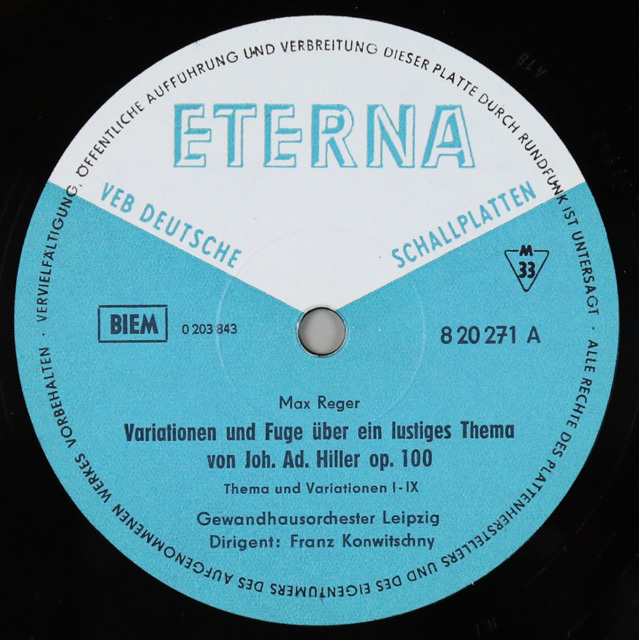 ALLE RECHTE DES PLATTENHERSTELLERS UND DES EIGENTÜMERS DES AUFGENOMMENEN WERKES VORBEHALTEN · VERVIELFÄLTIGUNG, ÖFFENTLICHE AUFFÜHRUNG UND VERBREITUNG DIESER PLATTE DURCH RUNDFUNK IST UNTERSAGT ·
ETERNA
VEB DEUTSCHE SCHALLPLATTEN
M
33
BIEM 0 203 843 8 20 271 A
Max Reger
Variationen und Fuge über ein lustiges Thema
von Joh. Ad. Hiller op. 100
Thema und Variationen I-IX
Gewandhausorchester Leipzig
Dirigent: Franz Konwitschny